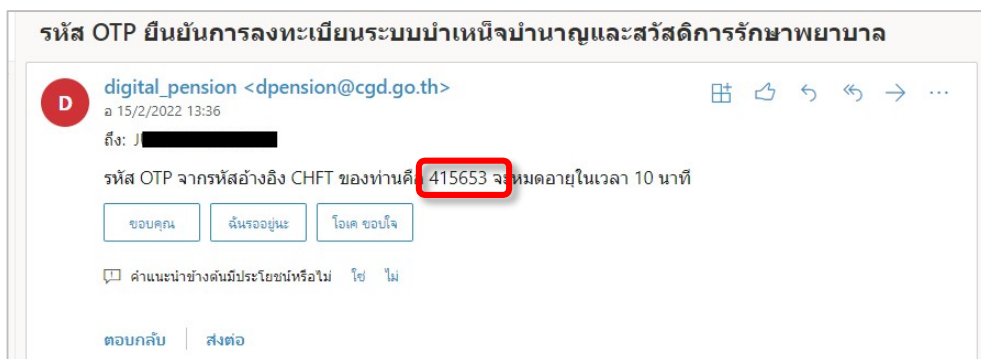 รหัส OTP ยืนยันการลงทะเบียนระบบบำเหน็จบำนาญและสวัสดิการรักษาพยาบาล
D
digital_pension <dpension@cgd.go.th>
อ 15/2/2022 13:36
ถึง: J
รหัส OTP จากรหัสอ้างอิง CHFT ของท่านคือ 415653 จะหมดอายุในเวลา 10 นาที
ขอบคุณ ฉันรออยู่นะ โอเค ขอบใจ
คำแนะนำข้างต้นมีประโยชน์หรือไม่ ใช่ ไม่
ตอบกลับ ส่งต่อ